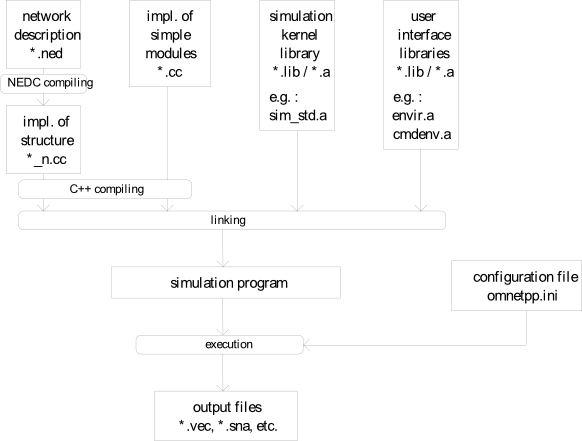 network
description
*.ned
NEDC compiling
impl. of
structure
*_n.cc
impl. of
simple
modules
*.cc
simulation
kernel
library
*.lib / *.a
e.g. :
sim_std.a
user
interface
libraries
*.lib / *.a
e.g. :
envir.a
cmdenv.a
C++ compiling
linking
simulation program
configuration file
omnetpp.ini
execution
output files
*.vec, *.sna, etc.